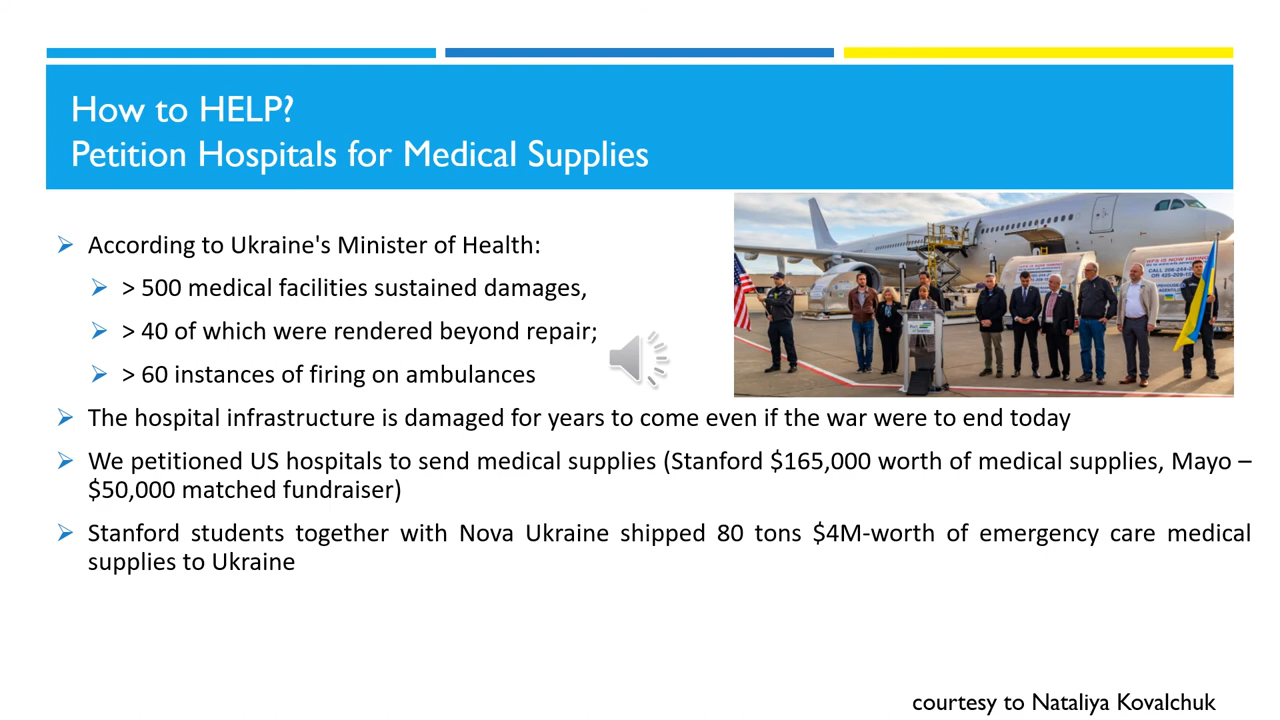 How to HELP?
Petition Hospitals for Medical Supplies
According to Ukraine's Minister of Health:
> 500 medical facilities sustained damages,
> 40 of which were rendered beyond repair;
> 60 instances of firing on ambulances
The hospital infrastructure is damaged for years to come even if the war were to end today
We petitioned US hospitals to send medical supplies (Stanford $165,000 worth of medical supplies, Mayo –
$50,000 matched fundraiser)
Stanford students together with Nova Ukraine shipped 80 tons $4M-worth of emergency care medical
supplies to Ukraine
courtesy to Nataliya Kovalchuk